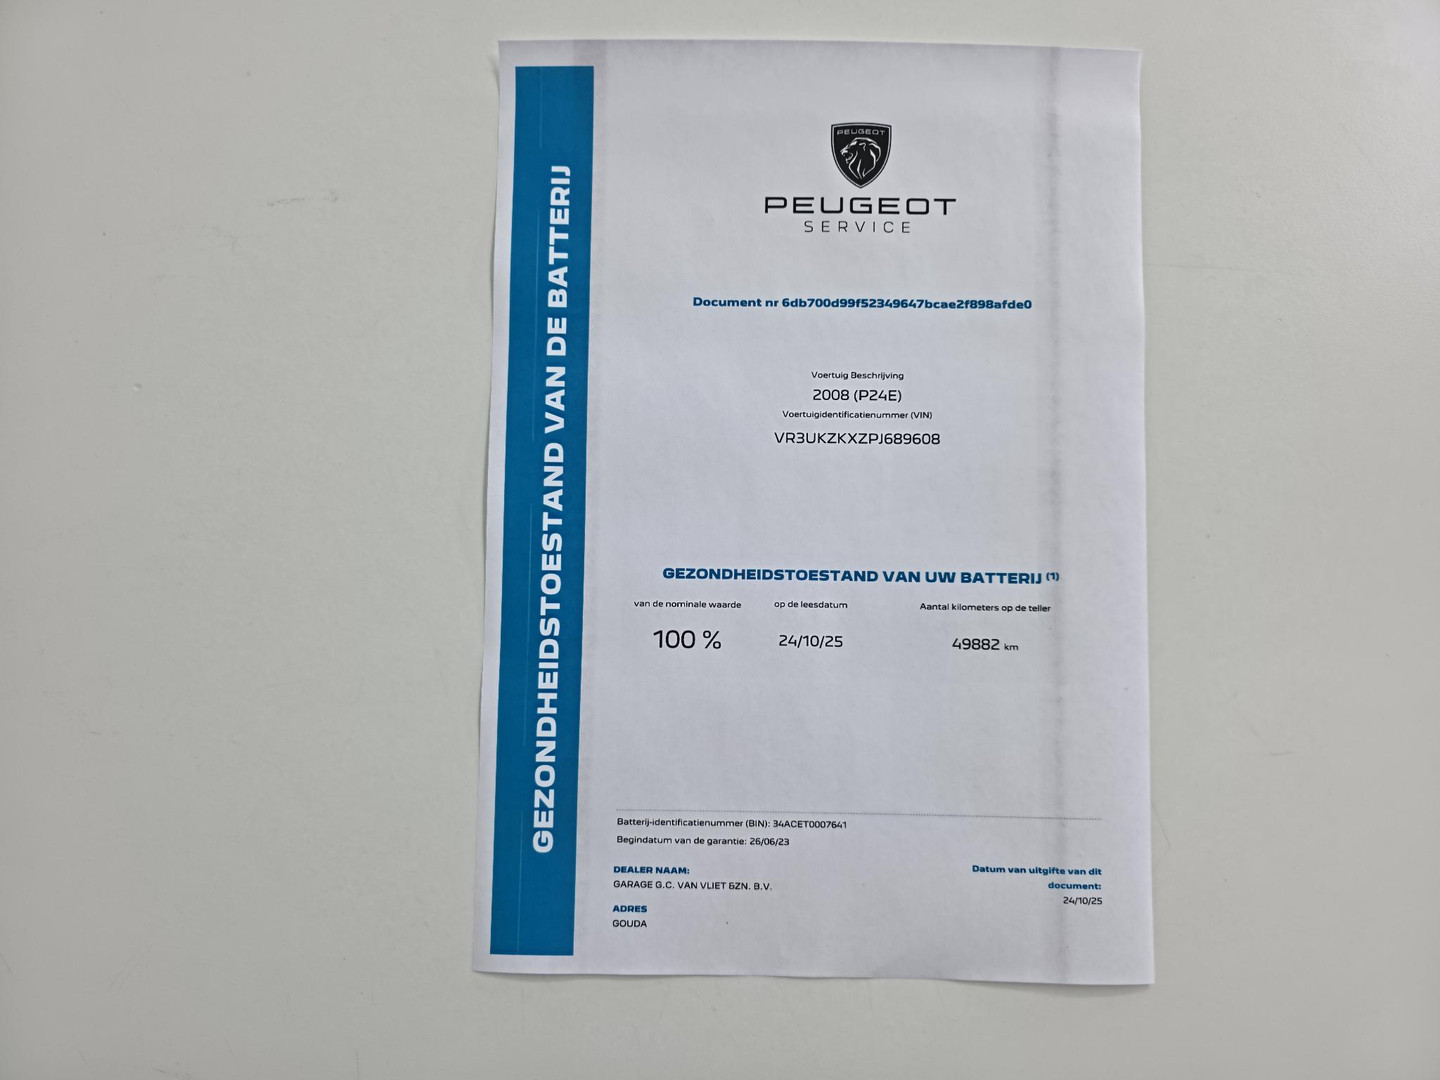 GEZONDHEIDSTOESTAND VAN DE BATTERIJ
PEUGEOT
PEUGEOT
SERVICE
Document nr 6db700d99f52349647bcae2f898afde0
Voertuig Beschrijving
2008 (P24E)
Voertuigidentificatienummer (VIN)
VR3UKZKXZPJ689608
GEZONDHEIDSTOESTAND VAN UW BATTERIJ (1)
van de nominale waarde op de leesdatum Aantal kilometers op de teller
100 % 24/10/25 49882 km
Batterij-identificatienummer (BIN): 34ACET0007641
Begindatum van de garantie: 26/06/23
DEALER NAAM:
GARAGE G.C. VAN VLIET &ZN. B.V.
ADRES
GOUDA
Datum van uitgifte van dit
document:
24/10/25